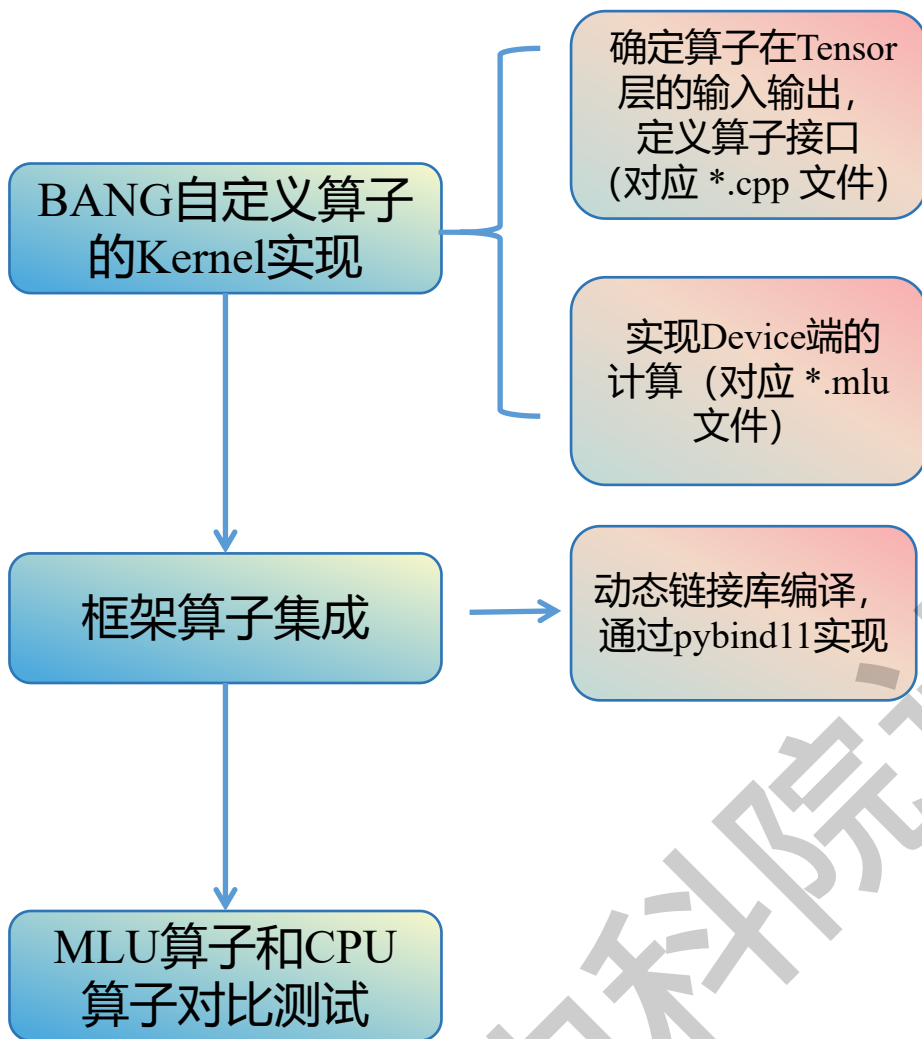 BANG自定义算子
的Kernel实现
确定算子在Tensor
层的输入输出，
定义算子接口
（对应 *.cpp 文件）
实现Device端的
计算（对应 *.mlu
文件）
框架算子集成
动态链接库编译，
通过pybind11实现
MLU算子和CPU
算子对比测试
中科院